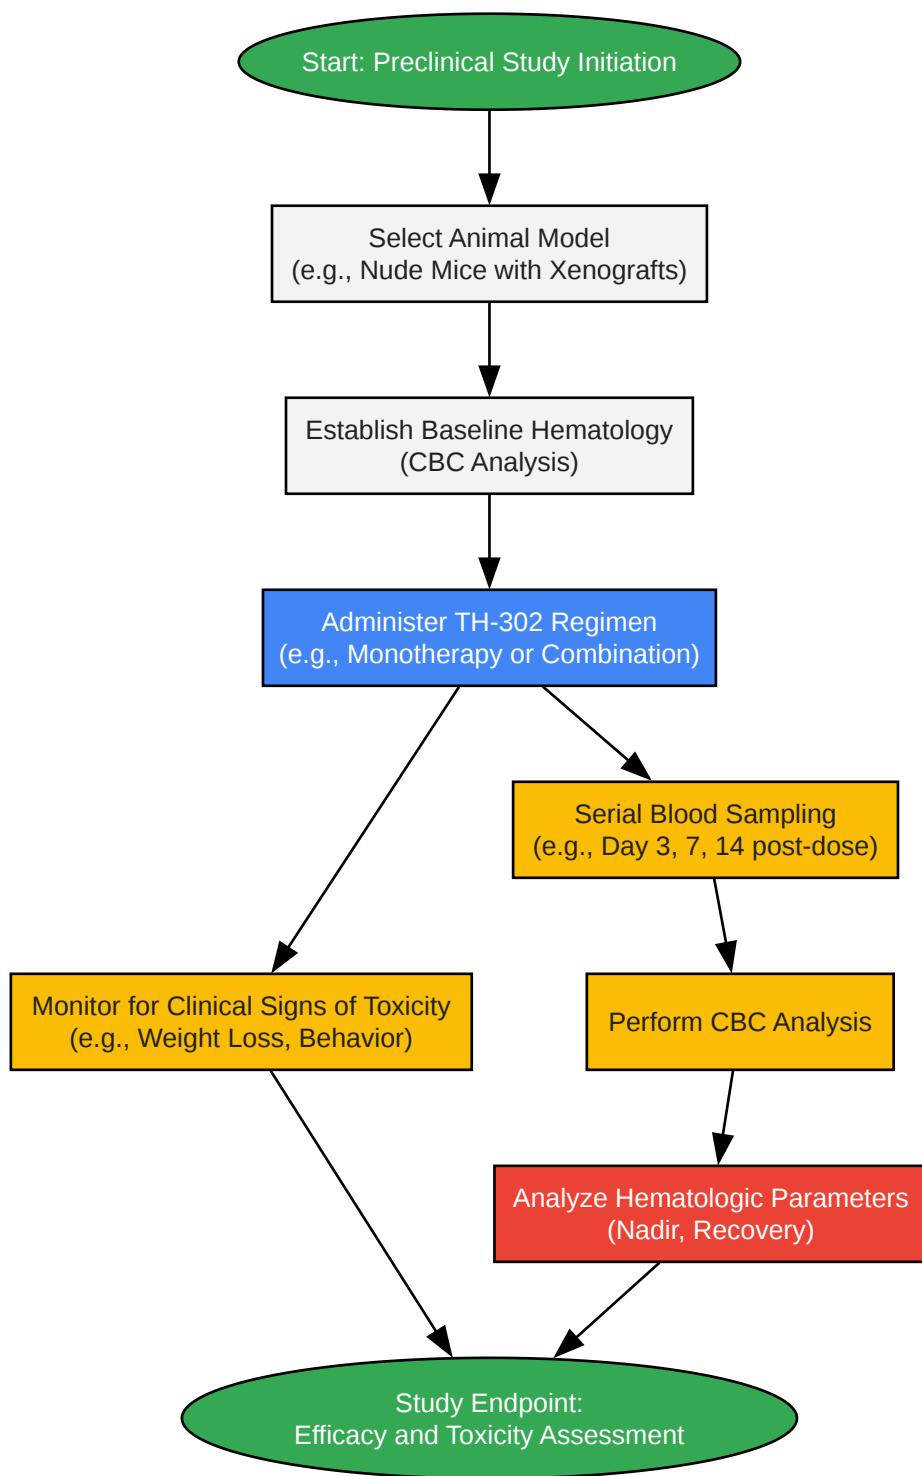 Start: Preclinical Study Initiation
Select Animal Model
(e.g., Nude Mice with Xenografts)
Establish Baseline Hematology
(CBC Analysis)
Administer TH-302 Regimen
(e.g., Monotherapy or Combination)
Serial Blood Sampling
(e.g., Day 3, 7, 14 post-dose)
Monitor for Clinical Signs of Toxicity
(e.g., Weight Loss, Behavior)
Perform CBC Analysis
Analyze Hematologic Parameters
(Nadir, Recovery)
Study Endpoint:
Efficacy and Toxicity Assessment